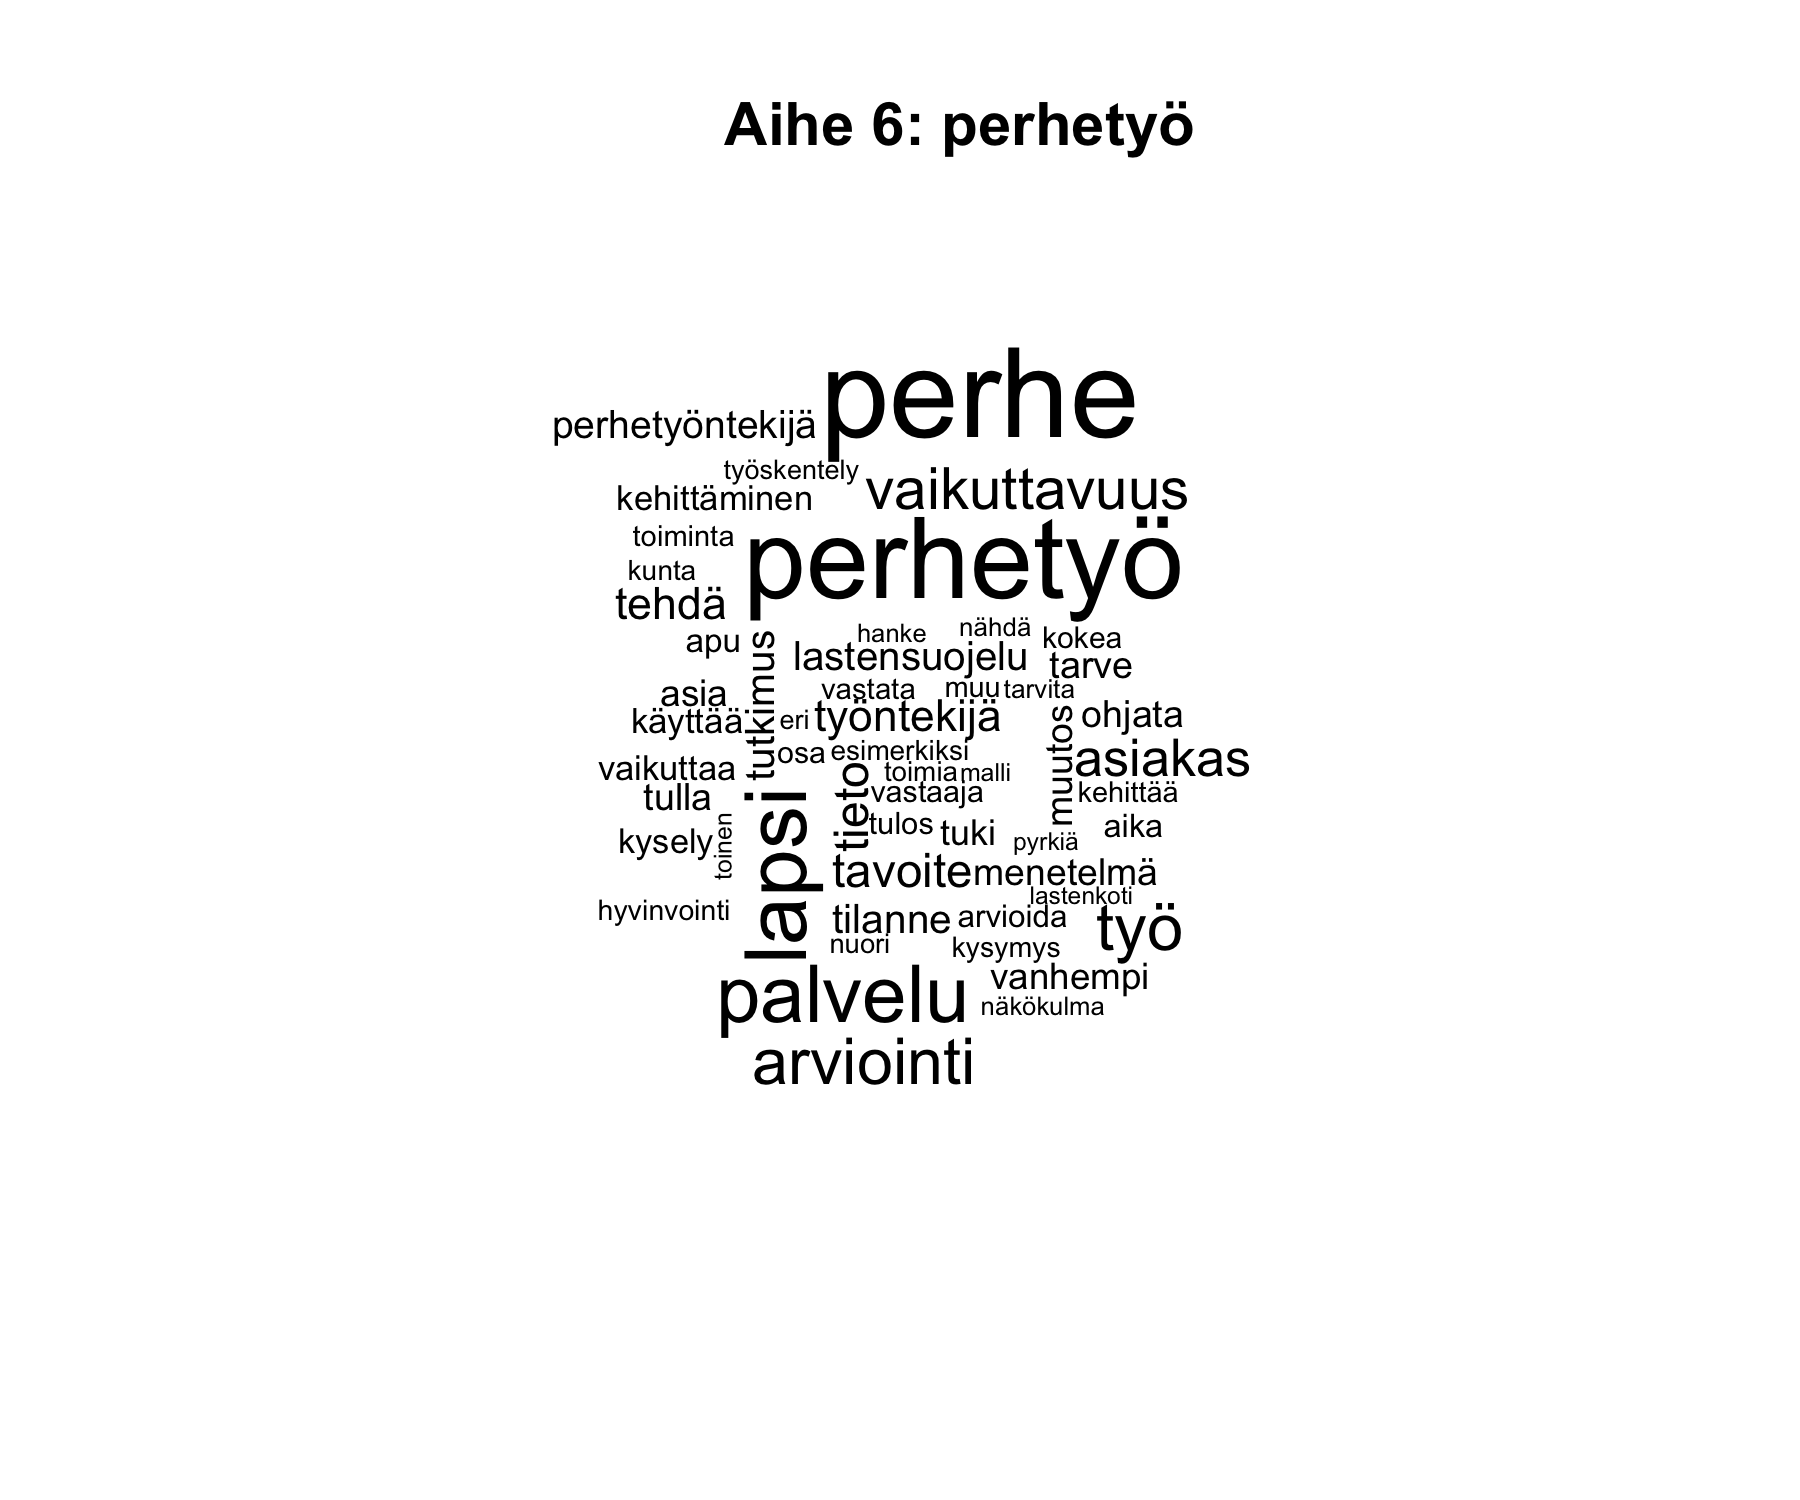 Aihe 6: perhetyö
perhe
perhetyöntekijä
työskentely
vaikuttavuus
kehittäminen
toiminta
perhetyö
kunta
tehdä
hanke
nähdä
kokea
apu
tutkimus
lastensuojelu
tarve
asia
vastata
muu
tarvita
käyttää
eri
työntekijä
muutos
ohjata
osa
esimerkiksi
asiakas
vaikuttaa
tieto
toimia
malli
tulla
lapsi
vastaaja
kehittää
kysely
toinen
tulos
tuki
pyrkiä
aika
tavoite
menetelmä
lastenkoti
hyvinvointi
tilanne
arvioida
työ
nuori
kysymys
palvelu
vanhempi
näkökulma
arviointi